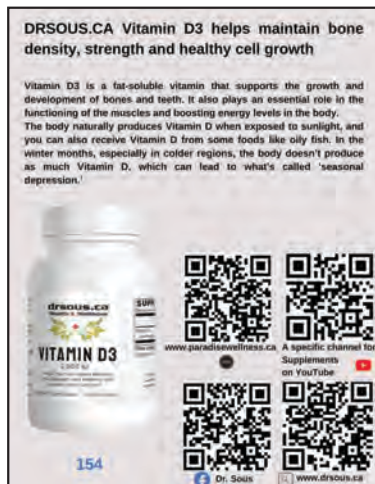 DRSOUS.CA Vitamin D3 helps maintain bone
density, strength and healthy cell growth
Vitamin D3 is a fat-soluble vitamin that supports the growth and
development of bones and teeth. It also plays an essential role in the
functioning of the muscles and boosting energy levels in the body.
The body naturally produces Vitamin D when exposed to sunlight, and
you can also receive Vitamin D from some foods like oily fish. In the
winter months, especially in colder regions, the body doesn't produce
as much Vitamin D, which can lead to what's called 'seasonal
depression.'
drsous.ca
VITAMIN D3
SUPP
www.paradisewellness.ca
A specific channel for
Supplements
on YouTube
154
Dr. Sous
www.drsous.ca